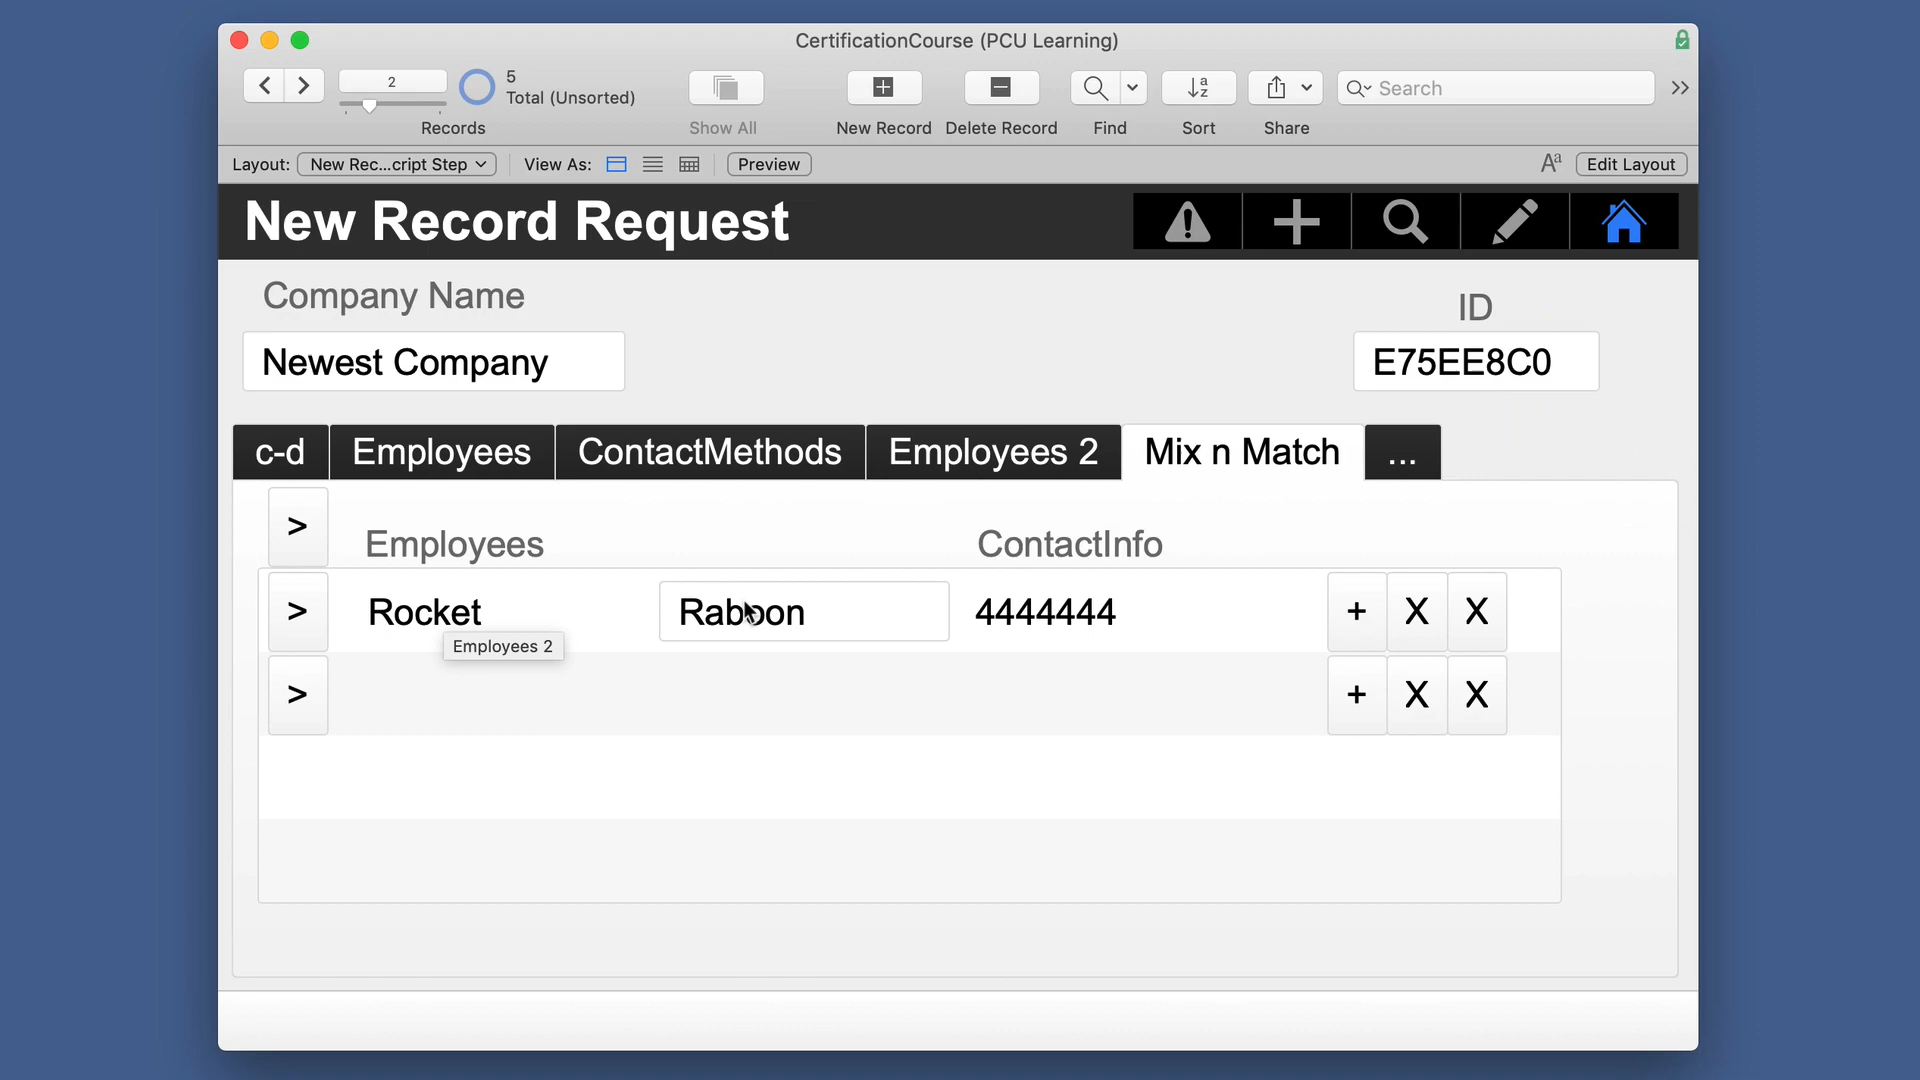 CertificationCourse (PCU Learning)
2
5
Total (Unsorted)
Search
Records
Show All
New Record
Delete Record
Find
Sort
Share
Layout: New Rec...cript Step
View As:
Preview
Aa
Edit Layout
New Record Request
Company Name
ID
Newest Company
E75EE8C0
c-d
Employees
ContactMethods
Employees 2
Mix n Match
...
>
Employees
ContactInfo
>
Rocket
Raboon
4444444
+
X
X
Employees 2
>
+
X
X